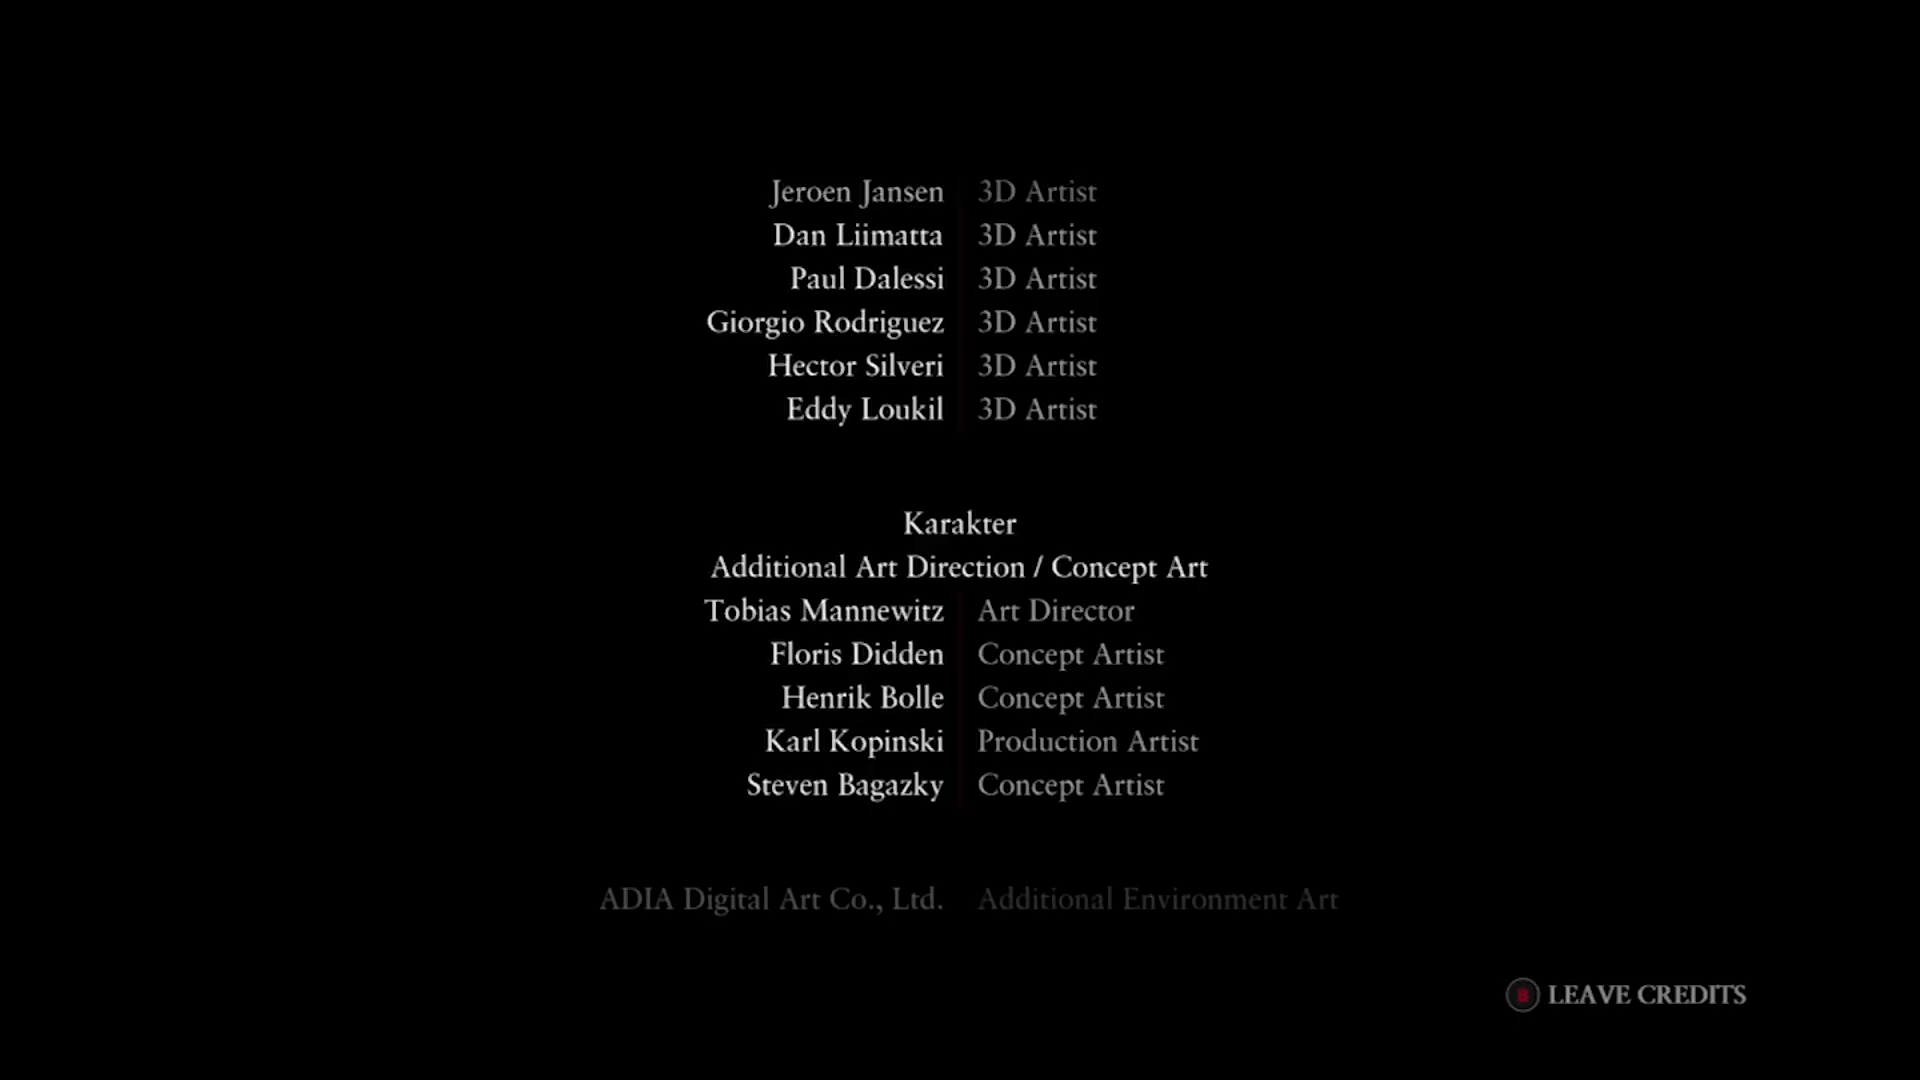 Jeroen Jansen 3D Artist
Dan Liimatta 3D Artist
Paul Dalessi 3D Artist
Giorgio Rodriguez 3D Artist
Hector Silveri 3D Artist
Eddy Loukil 3D Artist
Karakter
Additional Art Direction / Concept Art
Tobias Mannewitz Art Director
Floris Didden Concept Artist
Henrik Bolle Concept Artist
Karl Kopinski Production Artist
Steven Bagazky Concept Artist
ADIA Digital Art Co., Ltd. Additional Environment Art
B LEAVE CREDITS